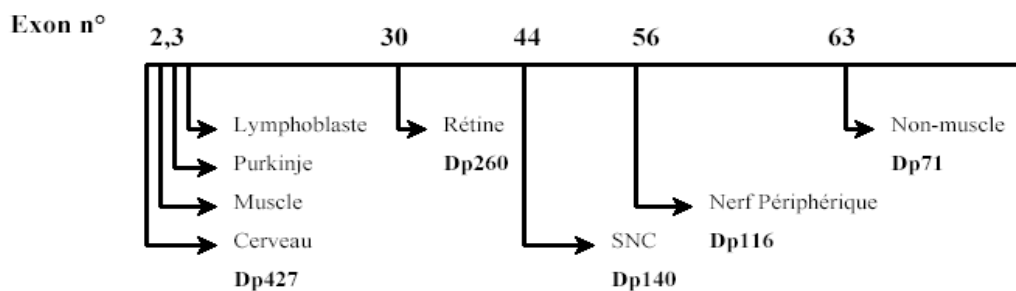 Exon n°
2,3 30 44 56 63
Lymphoblaste Rétine Non-muscle
Dp260 Dp71
Purkinje
Muscle Nerf Périphérique
Dp116
Cerveau SNC
Dp427 Dp140